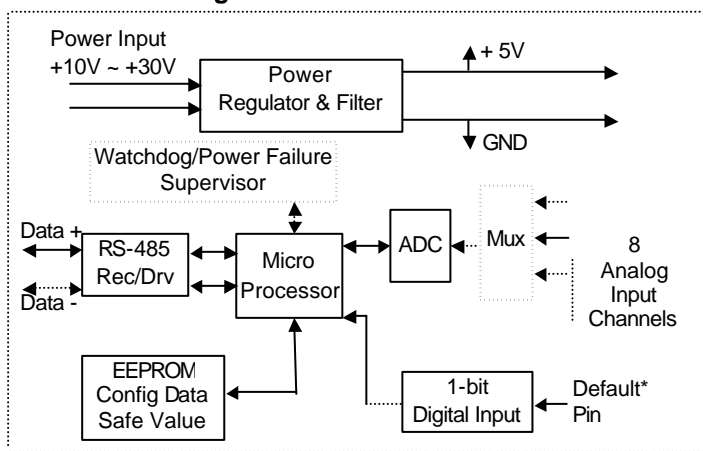 Power Input
+10V ~ +30V
Power
Regulator & Filter
+ 5V
GND
Watchdog/Power Failure
Supervisor
Data +
Data -
RS-485
Rec/Drv
Micro
Processor
ADC
Mux
8
Analog
Input
Channels
EEPROM
Config Data
Safe Value
1-bit
Digital Input
Default*
Pin